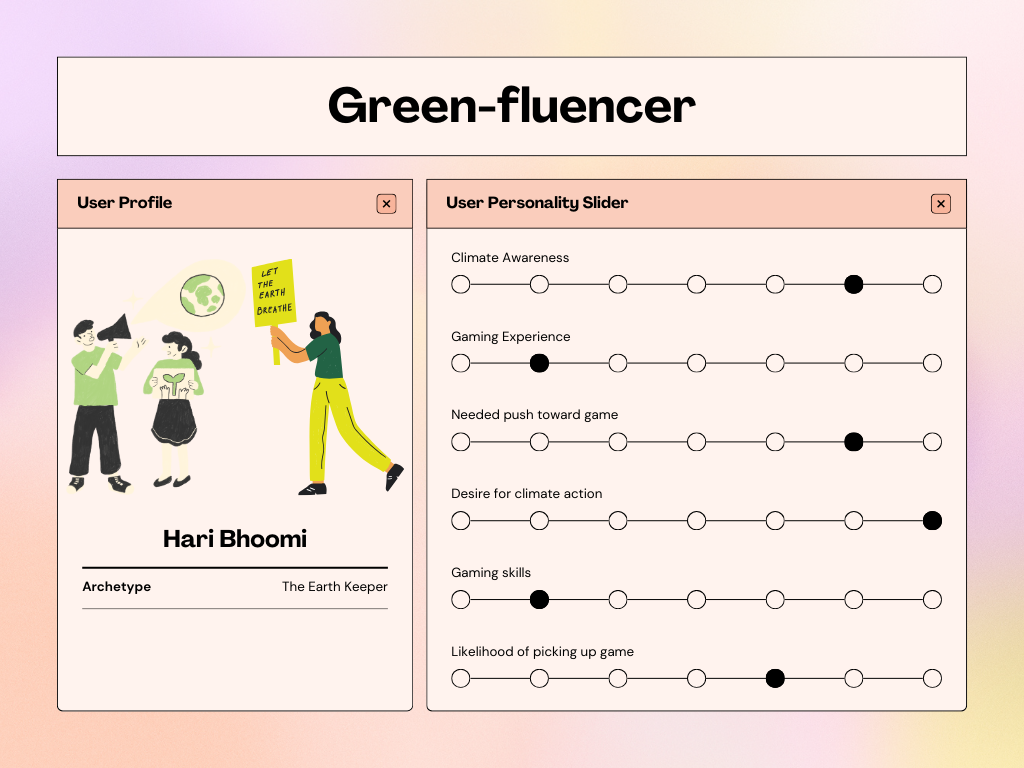 Green-fluencer
User Profile
LET
THE
EARTH
BREATHE
Hari Bhoomi
Archetype The Earth Keeper
User Personality Slider
Climate Awareness
Gaming Experience
Needed push toward game
Desire for climate action
Gaming skills
Likelihood of picking up game